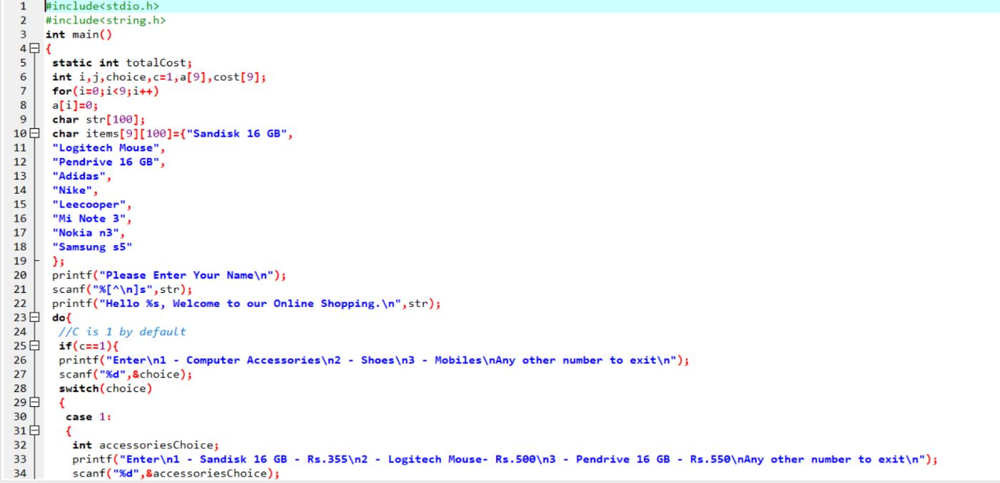 1 #include<stdio.h>
2 #include<string.h>
3 int main()
4 {
5 static int totalCost;
6 int i,j,choice,c=1,a[9],cost[9];
7 for(i=0;i<9;i++)
8 a[i]=0;
9 char str[100];
10 char items[9][100]={"Sandisk 16 GB",
11 "Logitech Mouse",
12 "Pendrive 16 GB",
13 "Adidas",
14 "Nike",
15 "Leecooper",
16 "Mi Note 3",
17 "Nokia n3",
18 "Samsung s5"
19 };
20 printf("Please Enter Your Name\n");
21 scanf("%[^\n]s",str);
22 printf("Hello %s, Welcome to our Online Shopping.\n",str);
23 do{
24 //C is 1 by default
25 if(c==1){
26 printf("Enter\n1 - Computer Accessories\n2 - Shoes\n3 - Mobiles\nAny other number to exit\n");
27 scanf("%d",&choice);
28 switch(choice)
29 {
30 case 1:
31 {
32 int accessoriesChoice;
33 printf("Enter\n1 - Sandisk 16 GB - Rs.355\n2 - Logitech Mouse- Rs.500\n3 - Pendrive 16 GB - Rs.550\nAny other number to exit\n");
34 scanf("%d",&accessoriesChoice);